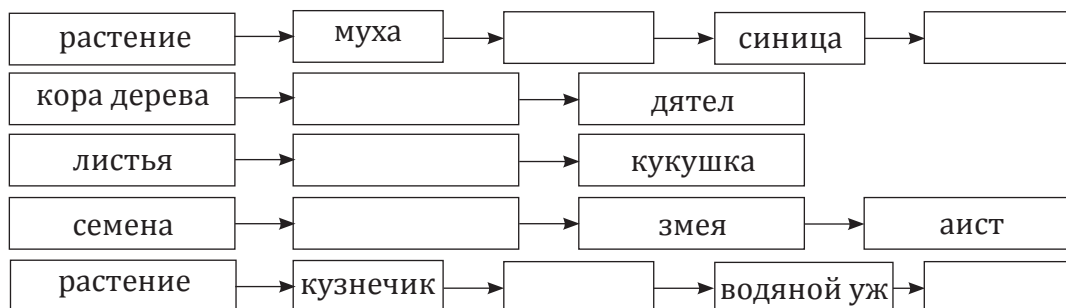 растение муха синица
кора дерева дятел
листья кукушка
семена змея аист
растение кузнечик водяной уж